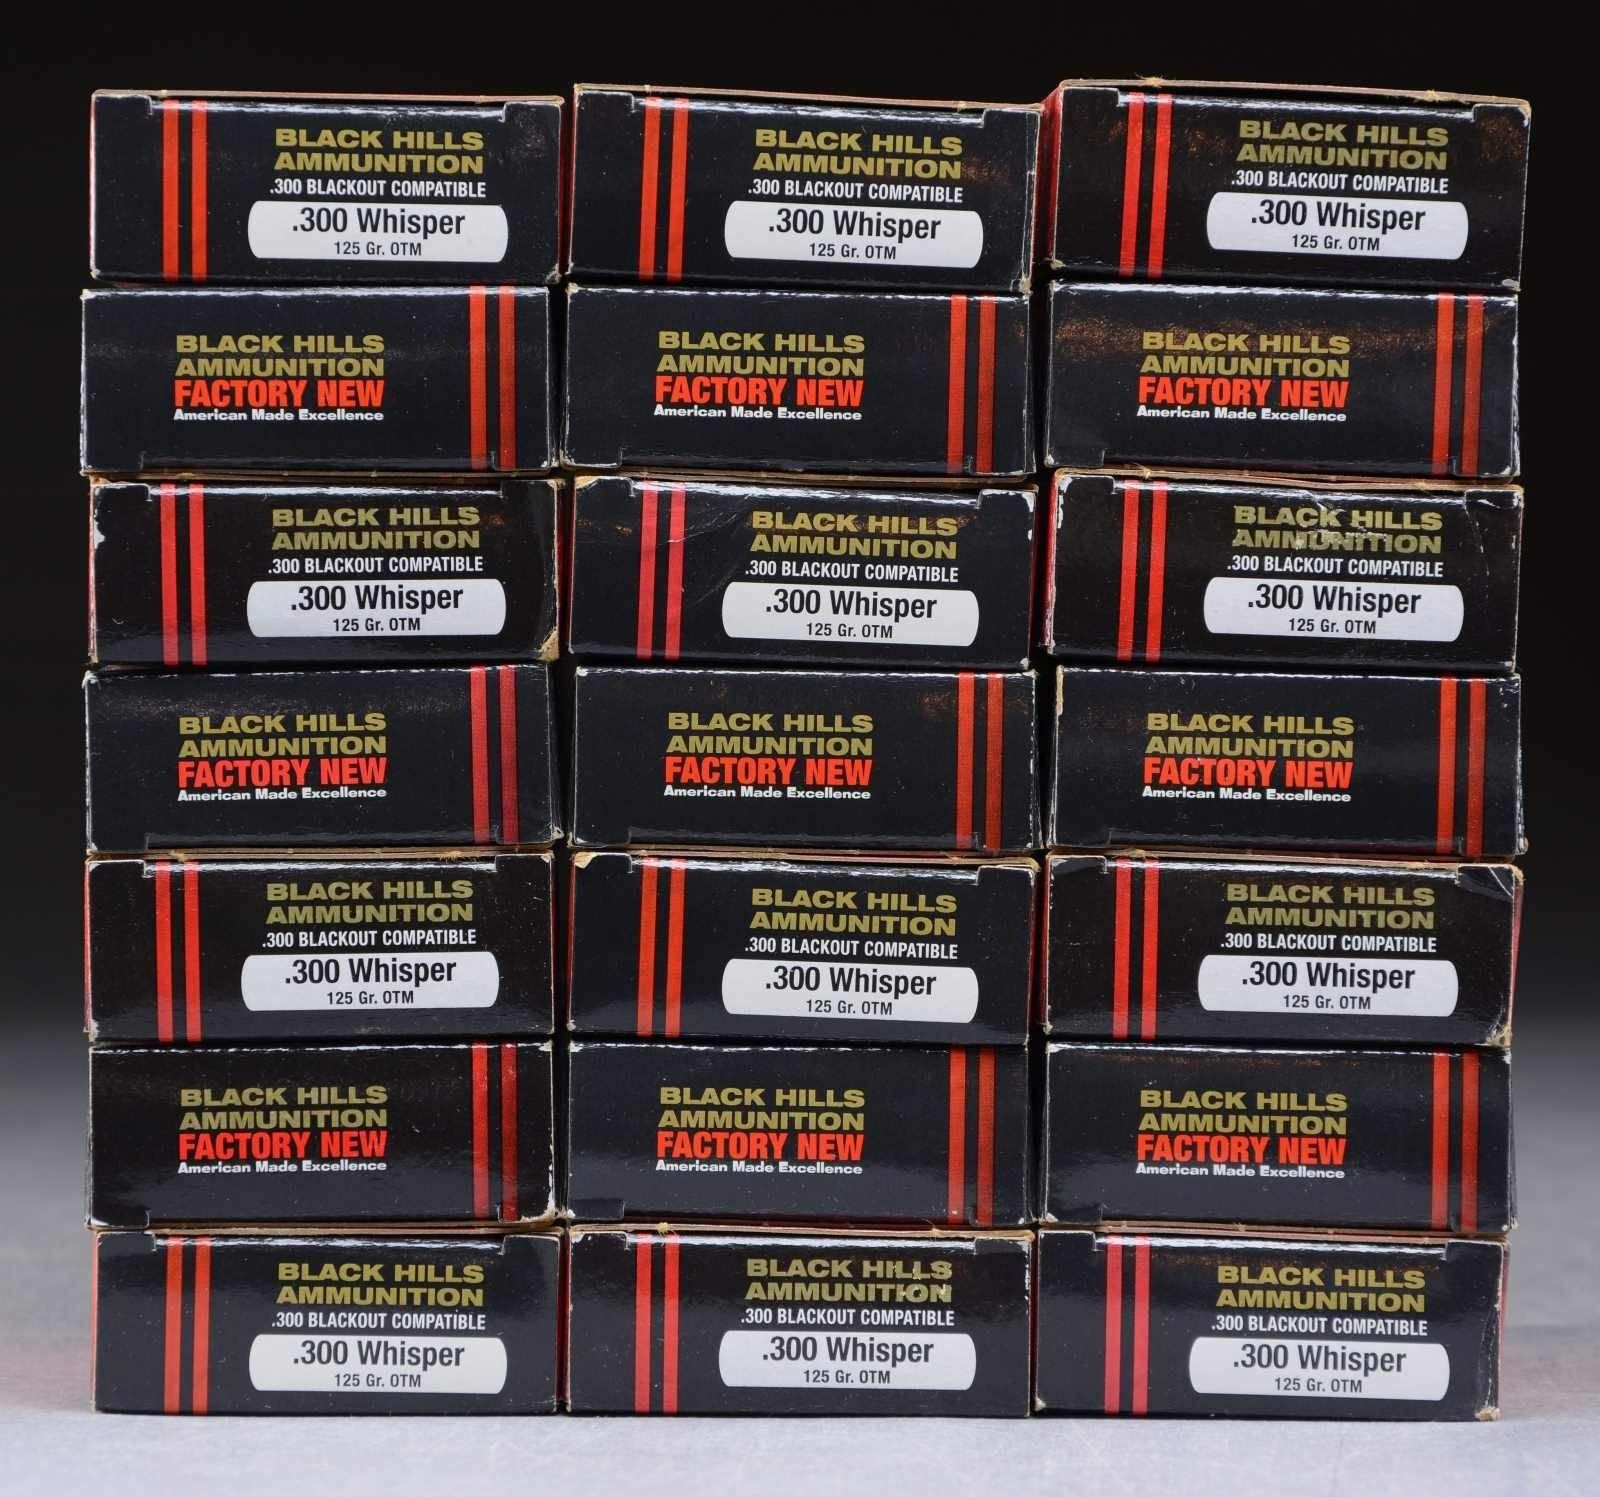 BLACK HILLS
AMMUNITION
.300 BLACKOUT COMPATIBLE
.300 Whisper
125 Gr. OTM
BLACK HILLS
AMMUNITION
.300 BLACKOUT COMPATIBLE
.300 Whisper
125 Gr. OTM
BLACK HILLS
AMMUNITION
.300 BLACKOUT COMPATIBLE
.300 Whisper
125 Gr. OTM
BLACK HILLS
AMMUNITION
FACTORY NEW
American Made Excellence
BLACK HILLS
AMMUNITION
FACTORY NEW
American Made Excellence
BLACK HILLS
AMMUNITION
FACTORY NEW
American Made Excellence
BLACK HILLS
AMMUNITION
.300 BLACKOUT COMPATIBLE
.300 Whisper
125 Gr. OTM
BLACK HILLS
AMMUNITION
.300 BLACKOUT COMPATIBLE
.300 Whisper
125 Gr. OTM
BLACK HILLS
AMMUNITION
.300 BLACKOUT COMPATIBLE
.300 Whisper
125 Gr. OTM
BLACK HILLS
AMMUNITION
FACTORY NEW
American Made Excellence
BLACK HILLS
AMMUNITION
FACTORY NEW
American Made Excellence
BLACK HILLS
AMMUNITION
FACTORY NEW
American Made Excellence
BLACK HILLS
AMMUNITION
.300 BLACKOUT COMPATIBLE
.300 Whisper
125 Gr. OTM
BLACK HILLS
AMMUNITION
.300 BLACKOUT COMPATIBLE
.300 Whisper
125 Gr. OTM
BLACK HILLS
AMMUNITION
.300 BLACKOUT COMPATIBLE
.300 Whisper
125 Gr. OTM
BLACK HILLS
AMMUNITION
FACTORY NEW
American Made Excellence
BLACK HILLS
AMMUNITION
FACTORY NEW
American Made Excellence
BLACK HILLS
AMMUNITION
FACTORY NEW
American Made Excellence
BLACK HILLS
AMMUNITION
.300 BLACKOUT COMPATIBLE
.300 Whisper
125 Gr. OTM
BLACK HILLS
AMMUNITION
.300 BLACKOUT COMPATIBLE
.300 Whisper
125 Gr. OTM
BLACK HILLS
AMMUNITION
.300 BLACKOUT COMPATIBLE
.300 Whisper
125 Gr. OTM